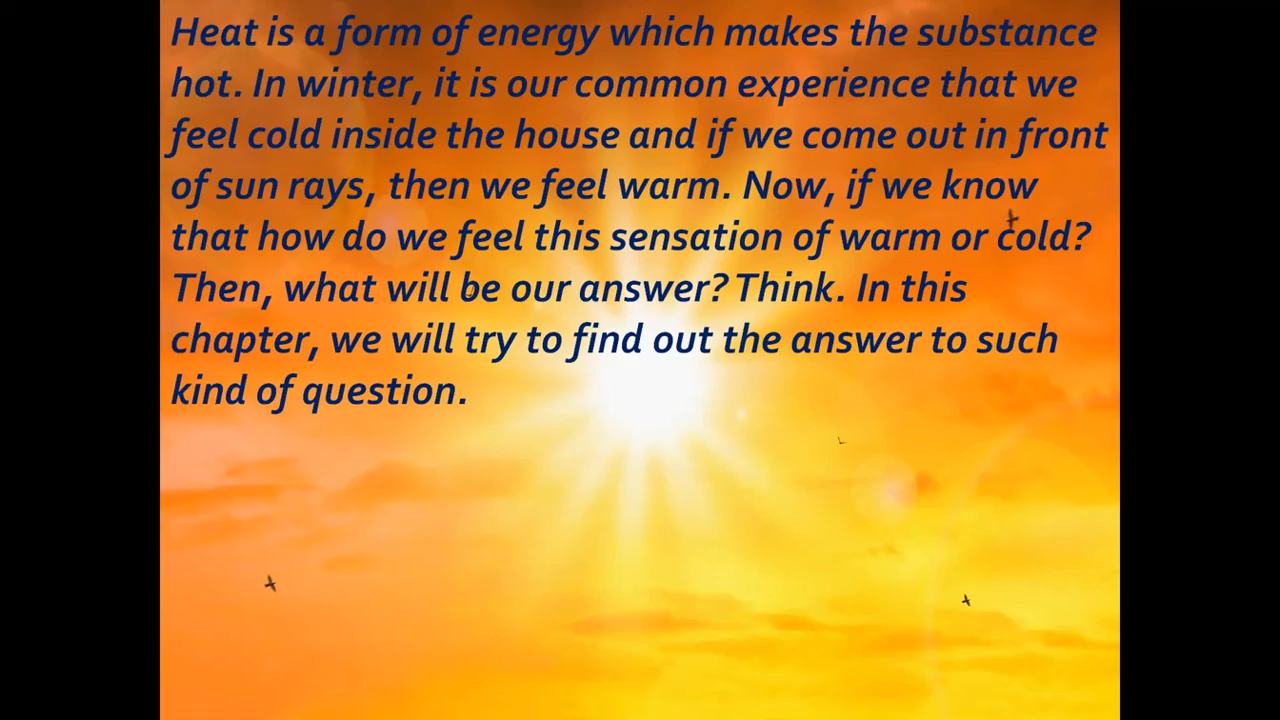 Heat is a form of energy which makes the substance
hot. In winter, it is our common experience that we
feel cold inside the house and if we come out in front
of sun rays, then we feel warm. Now, if we know
that how do we feel this sensation of warm or cold?
Then, what will be our answer? Think. In this
chapter, we will try to find out the answer to such
kind of question.